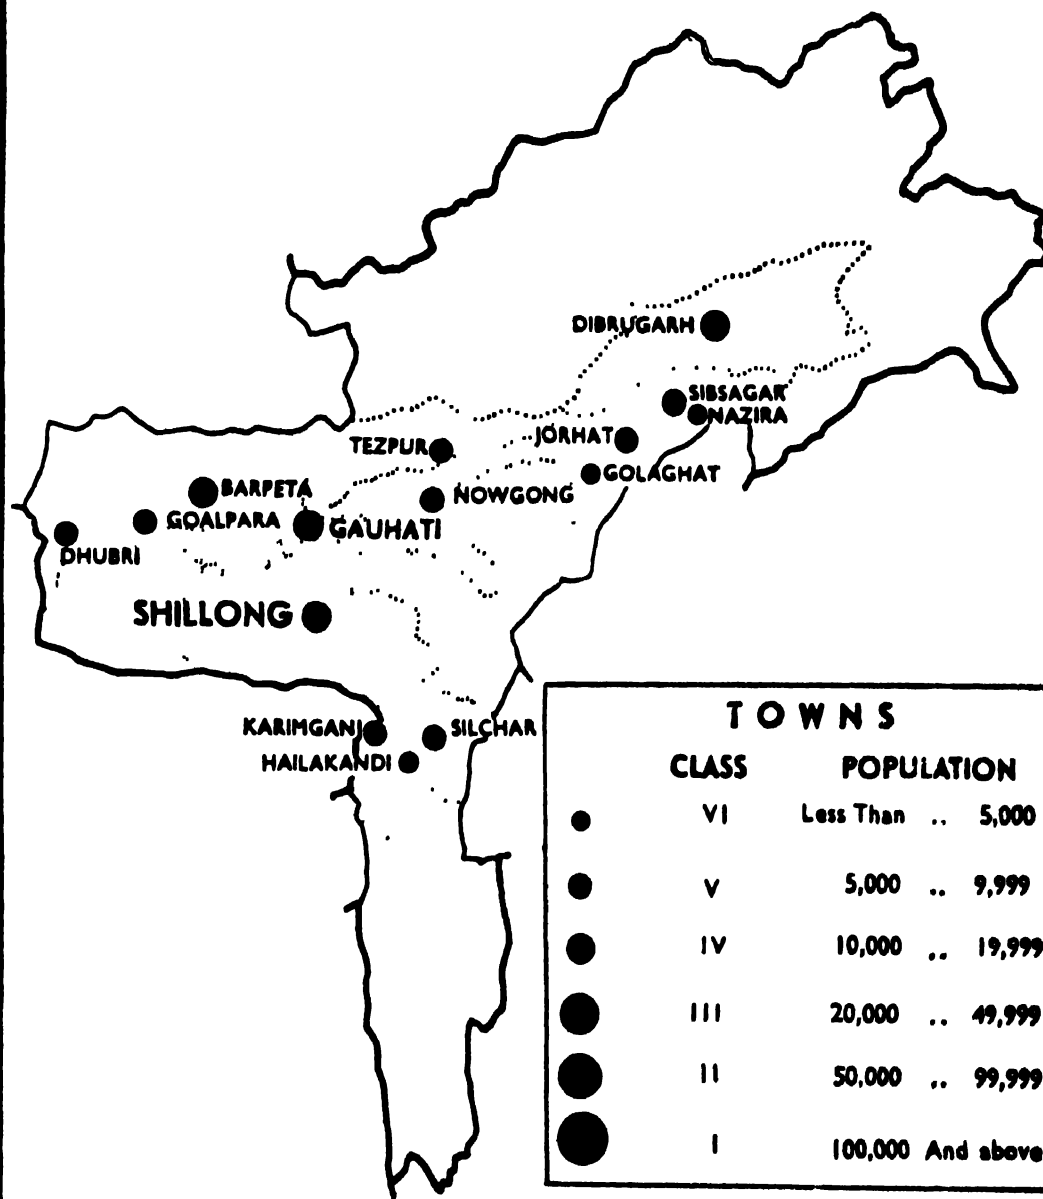 DIBRUGARH
SIBSAGAR
NAZIRA
JORHAT
TEZPUR
GOLAGHAT
BARPETA
NOWGONG
GOALPARA
GAUHATI
DHUBRI
SHILLONG
KARIMGANJ
SILCHAR
HAILAKANDI
TOWNS
CLASS POPULATION
VI Less Than .. 5,000
V 5,000 .. 9,999
IV 10,000 .. 19,999
III 20,000 .. 49,999
II 50,000 .. 99,999
I 100,000 And above